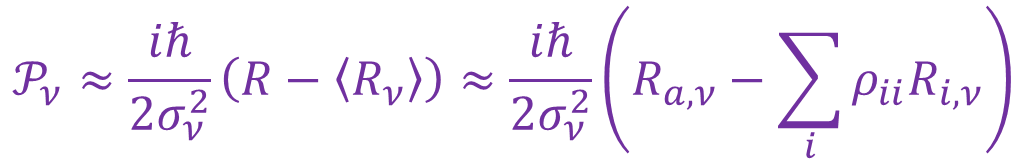 𝒫_ν ≈ iℏ/2σ_ν^2 (R − ⟨R_ν⟩) ≈ iℏ/2σ_ν^2 (R_{a,ν} − ∑_i ρ_{ii} R_{i,ν})